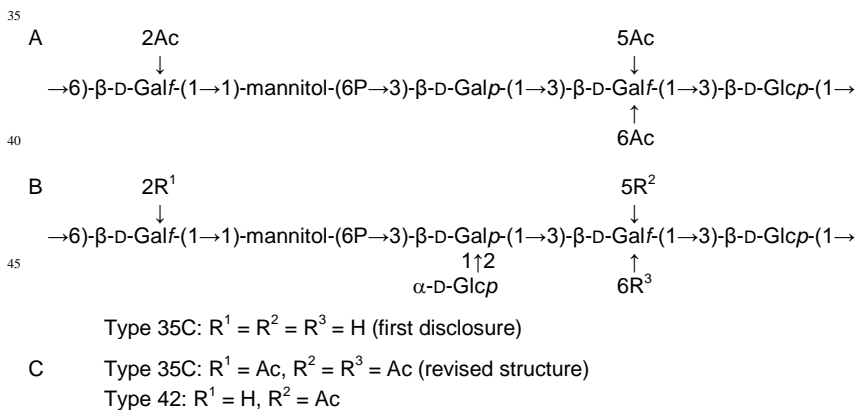 35
A 2Ac 5Ac
↓ ↓
→6)-β-D-Galf-(1→1)-mannitol-(6P→3)-β-D-Galp-(1→3)-β-D-Galf-(1→3)-β-D-Glcp-(1→
↑
40 6Ac
B 2R¹ 5R²
↓ ↓
→6)-β-D-Galf-(1→1)-mannitol-(6P→3)-β-D-Galp-(1→3)-β-D-Galf-(1→3)-β-D-Glcp-(1→
45 1↑2 ↑
α-D-Glcp 6R³
Type 35C: R¹ = R² = R³ = H (first disclosure)
C Type 35C: R¹ = Ac, R² = R³ = Ac (revised structure)
Type 42: R¹ = H, R² = Ac